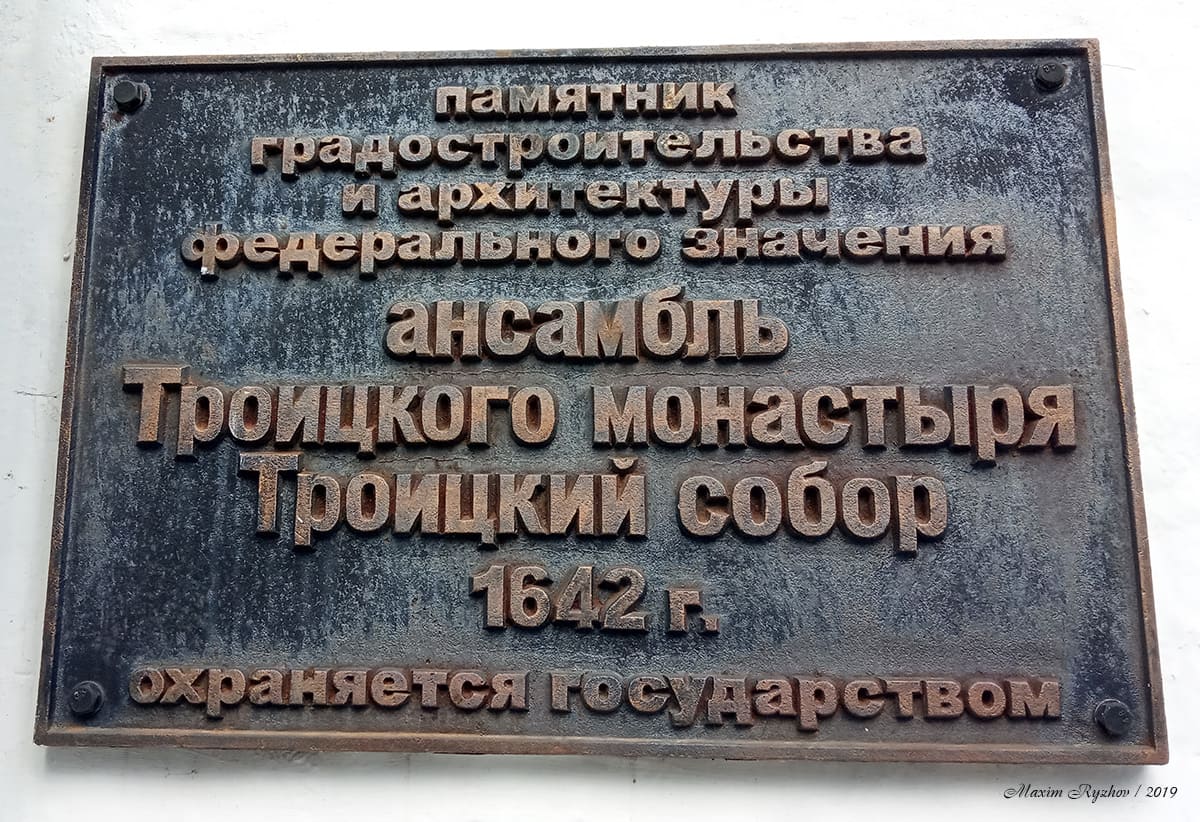 памятник
градостроительства
и архитектуры
федерального значения
ансамбль
Троицкого монастыря
Троицкий собор
1642 г.
охраняется государством
Maxim Ryzhov / 2019